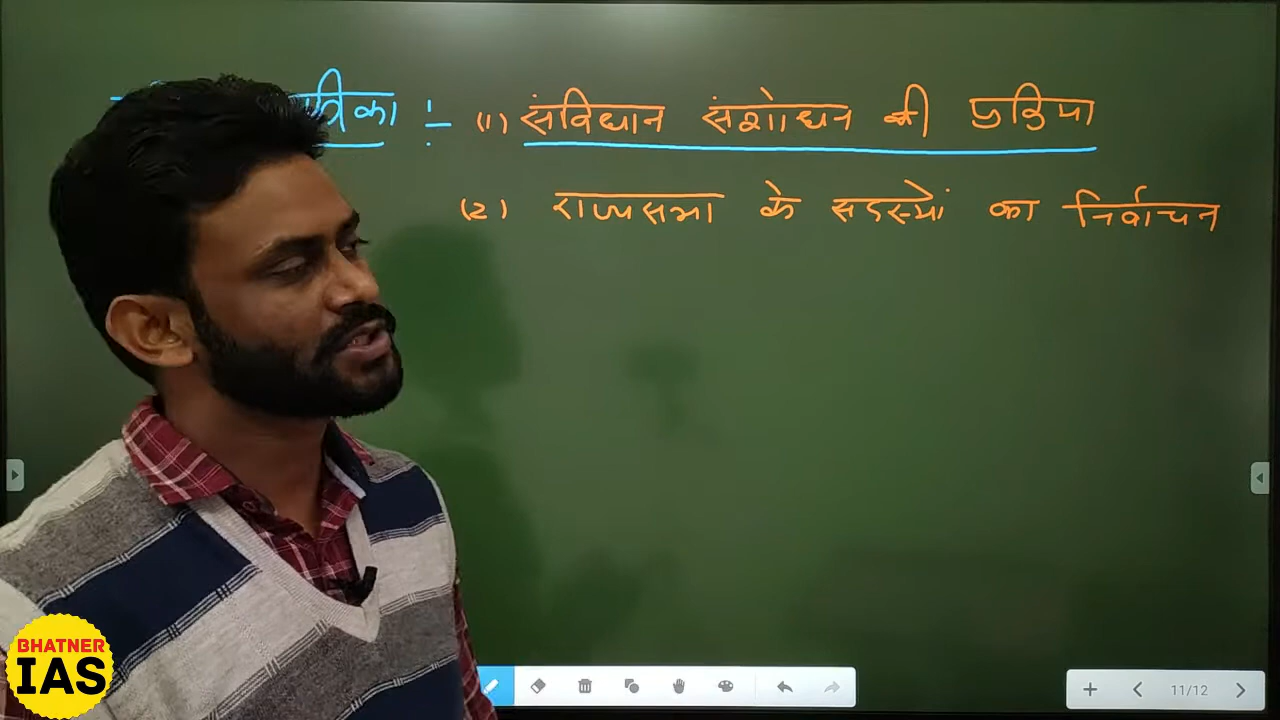 :- (1) संविधान संशोधन की प्रक्रिया
(2) राज्यसभा के सदस्यों का निर्वाचन
BHATNER
IAS
11/12